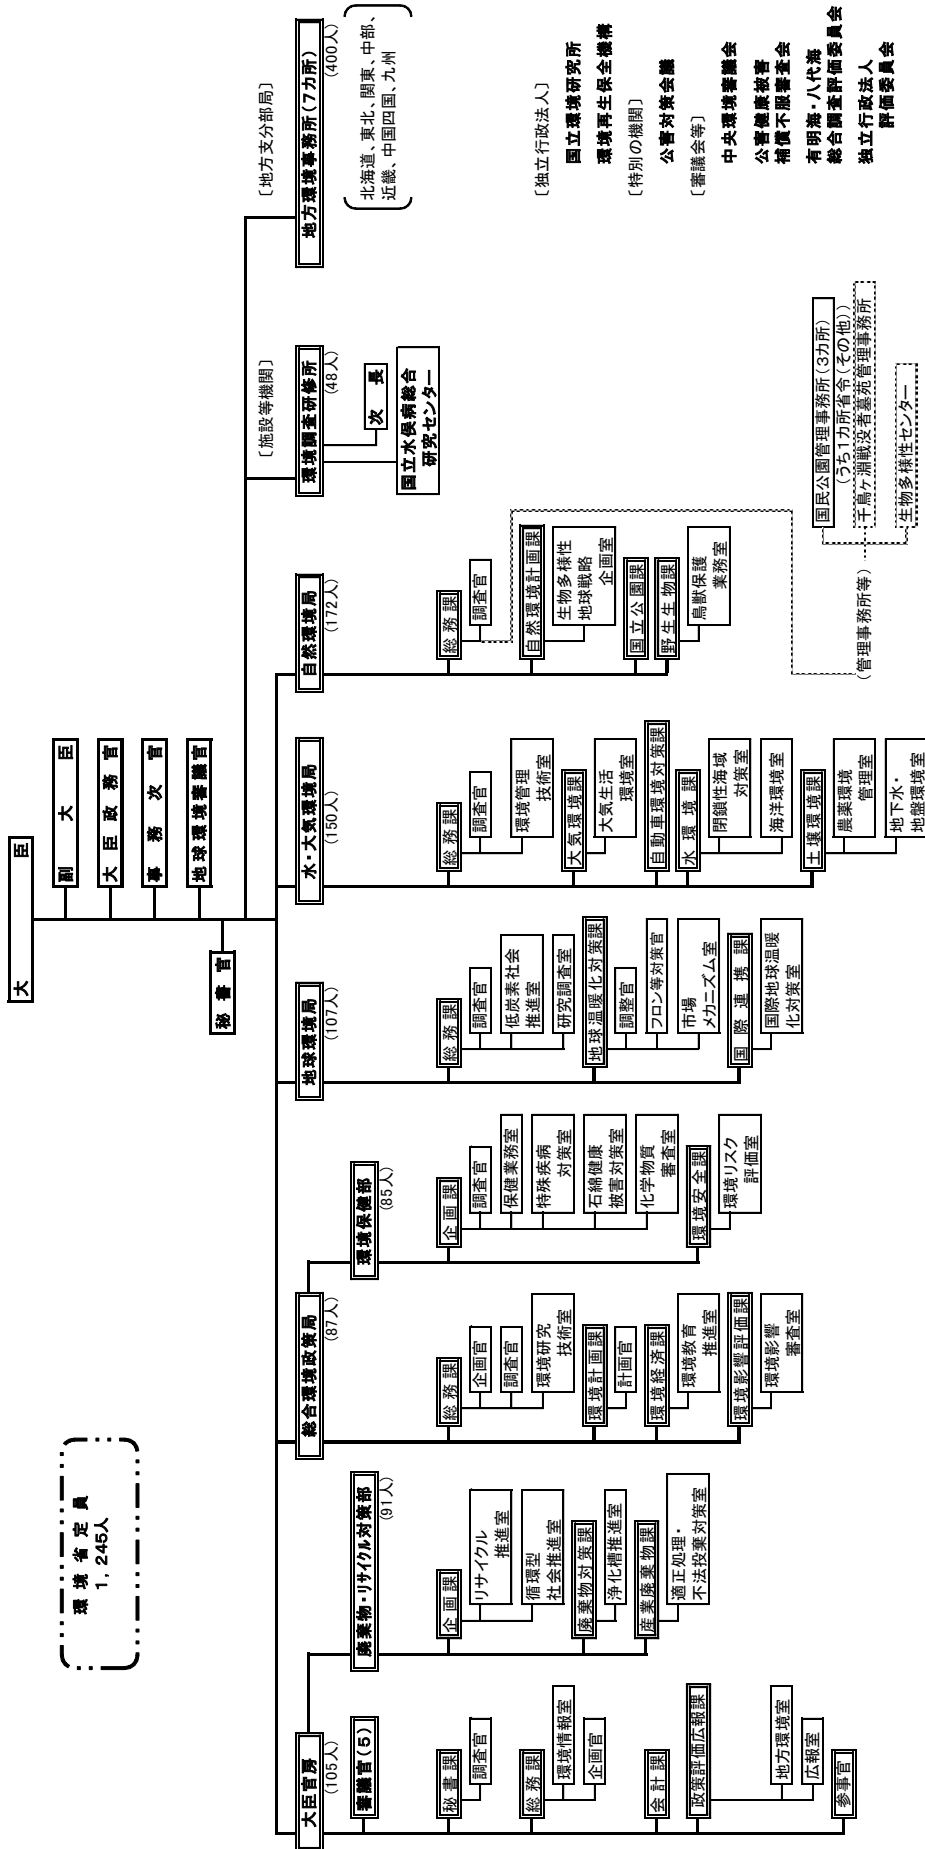 環境省定員
1,245人
大臣
副大臣
大臣政務官
事務次官
地球環境審議官
秘書官
大臣官房
(105人)
審議官(5)
秘書課
調査官
総務課
環境情報室
企画官
会計課
政策評価広報課
地方環境室
広報室
参事官
廃棄物・リサイクル対策部
(91人)
企画課
リサイクル
推進室
循環型
社会推進室
廃棄物対策課
浄化槽推進室
産業廃棄物課
適正処理・
不法投棄対策室
総合環境政策局
(87人)
総務課
企画官
調査官
環境研究
技術室
環境計画課
計画官
環境経済課
環境教育
推進室
環境影響評価課
環境影響
審査室
環境保健部
(85人)
企画課
調査官
保健業務室
特殊疾病
対策室
石綿健康
被害対策室
化学物質
審査室
環境安全課
環境リスク
評価室
地球環境局
(107人)
総務課
調査官
低炭素社会
推進室
研究調査室
地球温暖化対策課
調整官
フロン等対策官
市場
メカニズム室
国際連携課
国際地球温暖
化対策室
水・大気環境局
(150人)
総務課
調査官
環境管理
技術室
大気環境課
大気生活
環境室
自動車環境対策課
水環境課
閉鎖性海域
対策室
海洋環境室
土壌環境課
農薬環境
管理室
地下水・
地盤環境室
自然環境局
(172人)
総務課
調査官
自然環境計画課
生物多様性
地球戦略
企画室
国立公園課
野生生物課
鳥獣保護
業務室
(管理事務所等)
国民公園管理事務所(3カ所)
(うち1カ所省令(その他))
千鳥ヶ淵戦没者墓苑管理事務所
生物多様性センター
〔施設等機関〕
環境調査研修所
(48人)
次長
国立水俣病総合
研究センター
〔地方支分部局〕
地方環境事務所(7カ所)
(400人)
北海道、東北、関東、中部、
近畿、中国四国、九州
〔独立行政法人〕
国立環境研究所
環境再生保全機構
〔特別の機関〕
公害対策会議
〔審議会等〕
中央環境審議会
公害健康被害
補償不服審査会
有明海・八代海
総合調査評価委員会
独立行政法人
評価委員会